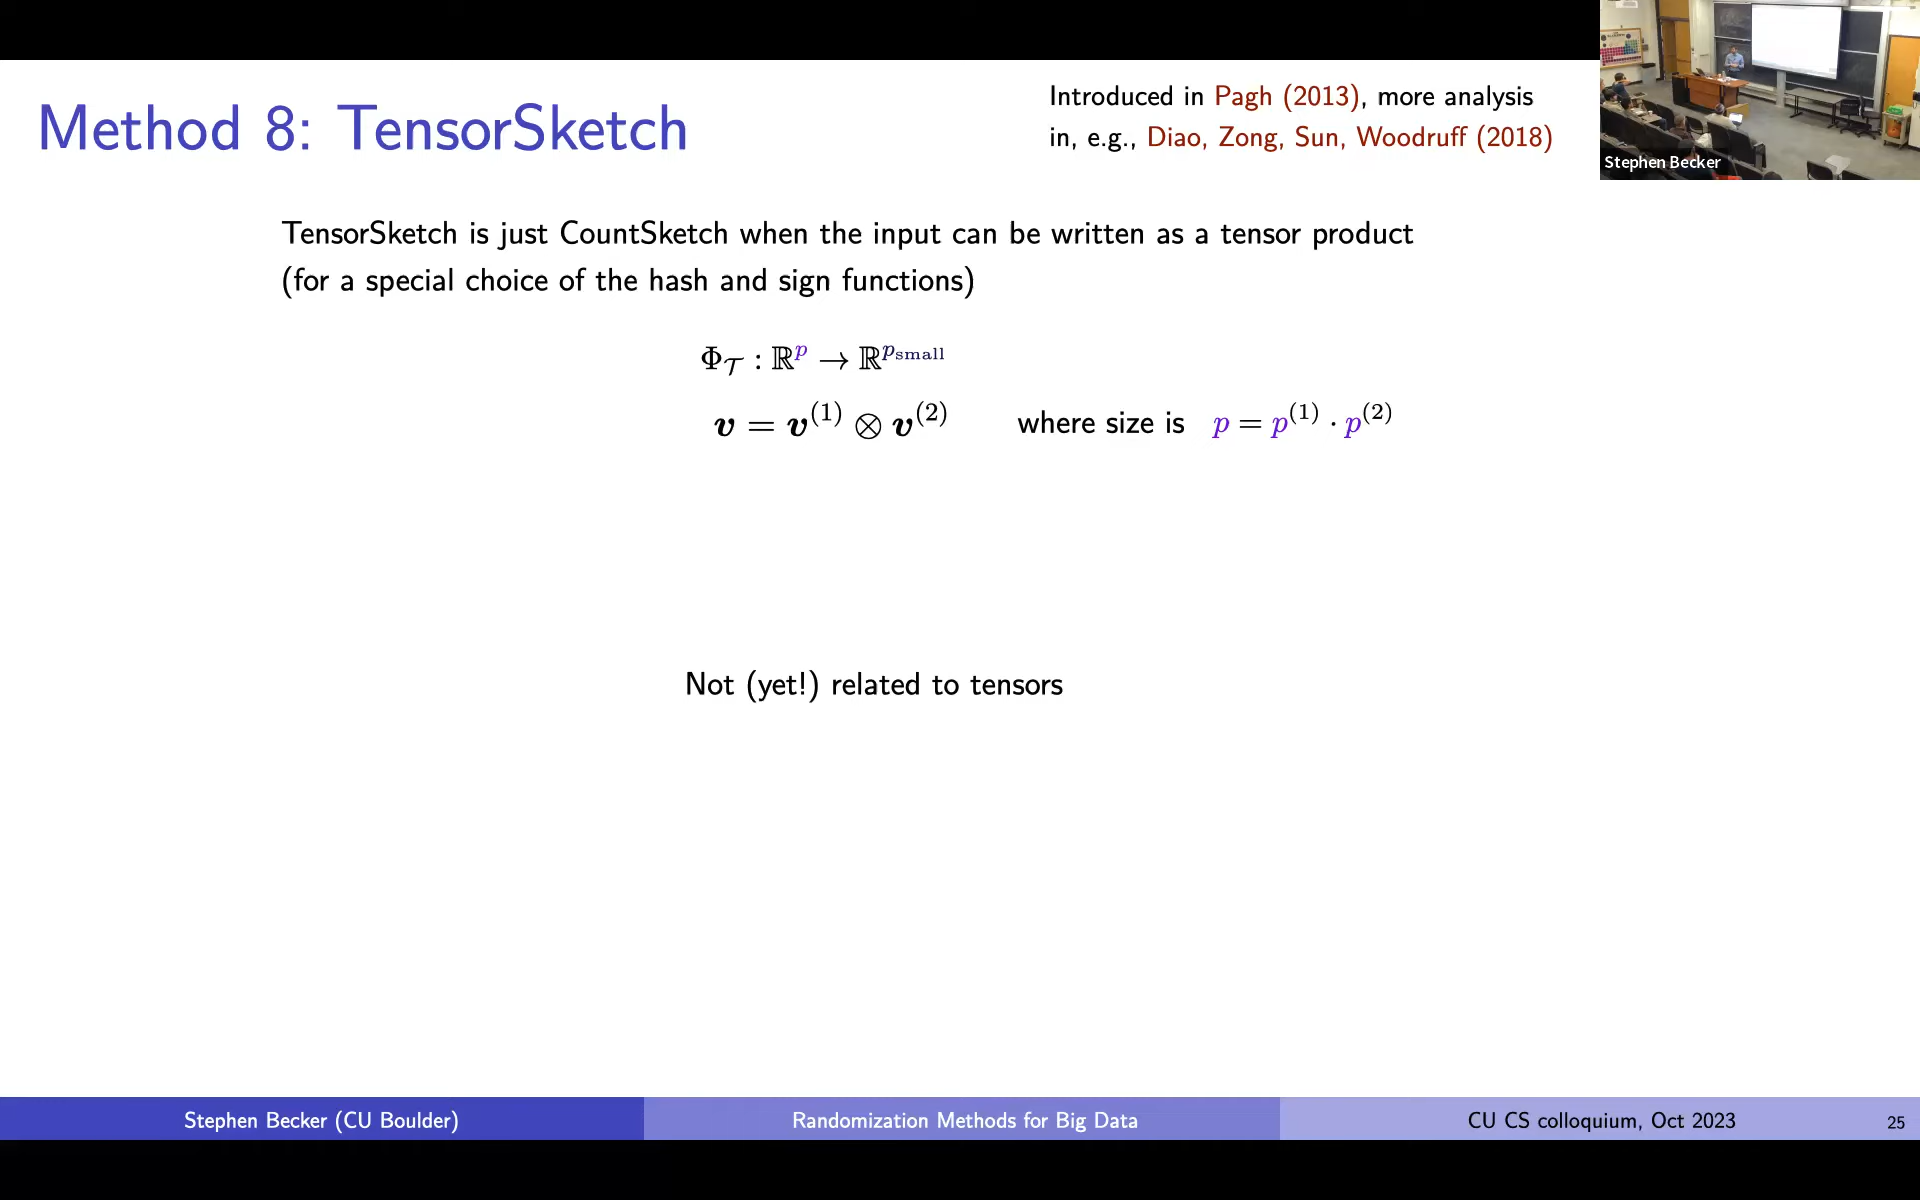 Method 8: TensorSketch
Introduced in Pagh (2013), more analysis
in, e.g., Diao, Zong, Sun, Woodruff (2018)
Stephen Becker
TensorSketch is just CountSketch when the input can be written as a tensor product
(for a special choice of the hash and sign functions)
Φ_𝒯 : ℝ^p → ℝ^{p_small}
𝒗 = 𝒗^(1) ⊗ 𝒗^(2) where size is p = p^(1) · p^(2)
Not (yet!) related to tensors
Stephen Becker (CU Boulder) Randomization Methods for Big Data CU CS colloquium, Oct 2023 25